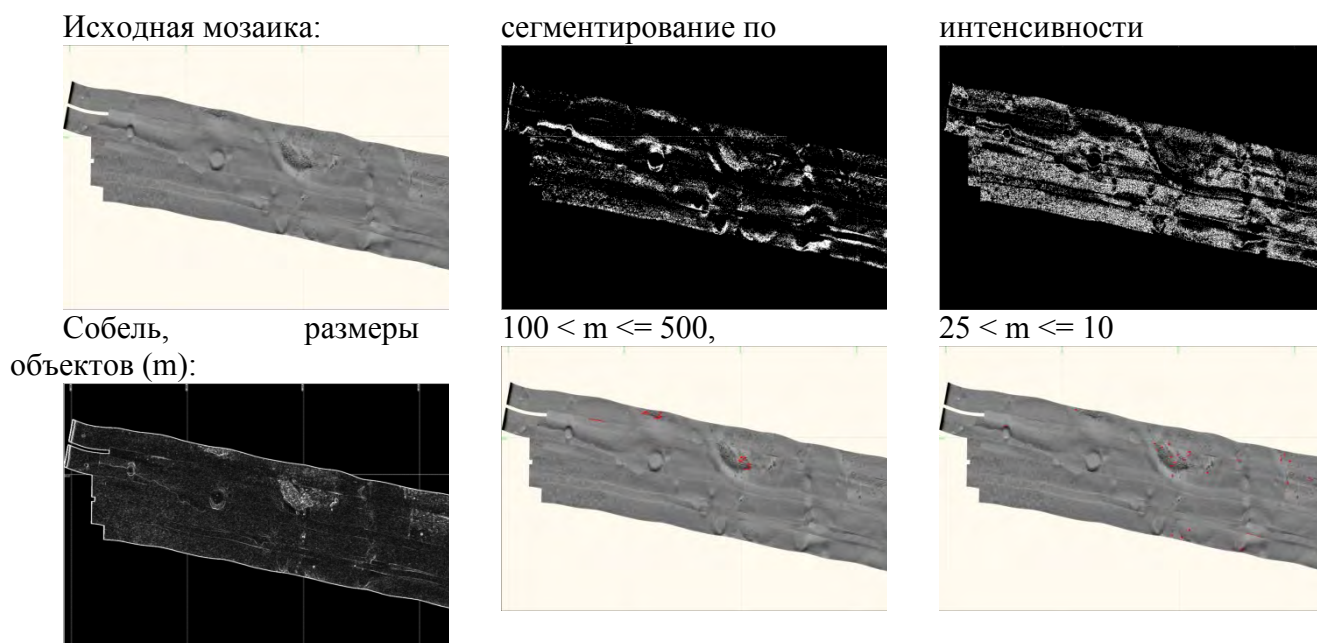 Исходная мозаика:
сегментирование по
интенсивности
Собель, размеры
объектов (m):
100 < m <= 500,
25 < m <= 10